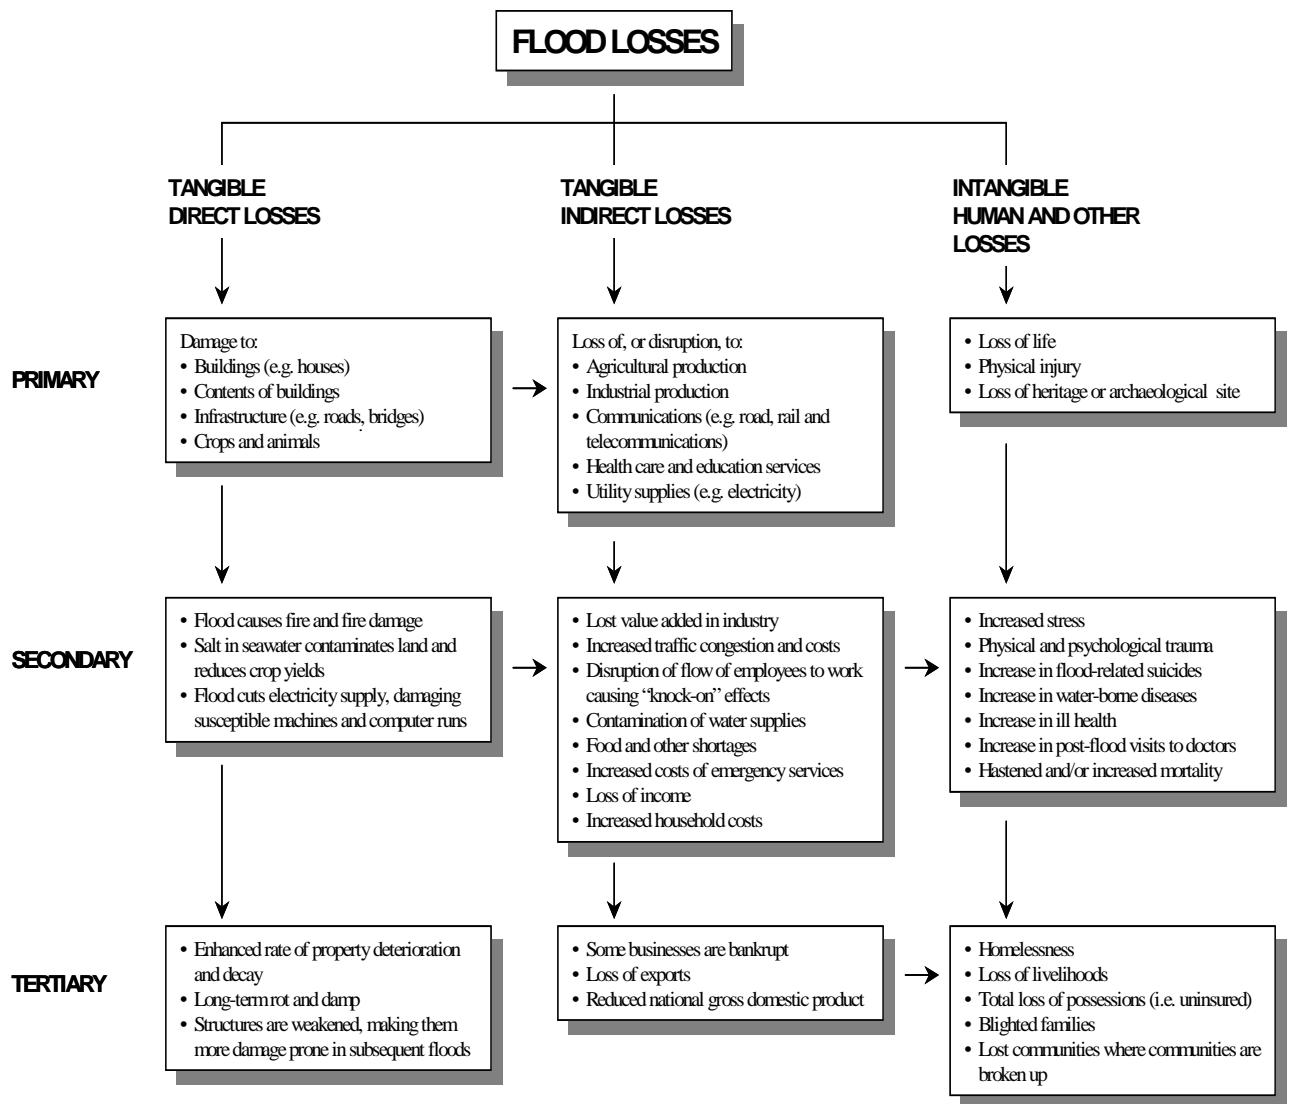 FLOOD LOSSES
TANGIBLE
DIRECT LOSSES
TANGIBLE
INDIRECT LOSSES
INTANGIBLE
HUMAN AND OTHER
LOSSES
PRIMARY
Damage to:
• Buildings (e.g. houses)
• Contents of buildings
• Infrastructure (e.g. roads, bridges)
• Crops and animals
Loss of, or disruption, to:
• Agricultural production
• Industrial production
• Communications (e.g. road, rail and
telecommunications)
• Health care and education services
• Utility supplies (e.g. electricity)
• Loss of life
• Physical injury
• Loss of heritage or archaeological site
SECONDARY
• Flood causes fire and fire damage
• Salt in seawater contaminates land and
reduces crop yields
• Flood cuts electricity supply, damaging
susceptible machines and computer runs
• Lost value added in industry
• Increased traffic congestion and costs
• Disruption of flow of employees to work
causing “knock-on” effects
• Contamination of water supplies
• Food and other shortages
• Increased costs of emergency services
• Loss of income
• Increased household costs
• Increased stress
• Physical and psychological trauma
• Increase in flood-related suicides
• Increase in water-borne diseases
• Increase in ill health
• Increase in post-flood visits to doctors
• Hastened and/or increased mortality
TERTIARY
• Enhanced rate of property deterioration
and decay
• Long-term rot and damp
• Structures are weakened, making them
more damage prone in subsequent floods
• Some businesses are bankrupt
• Loss of exports
• Reduced national gross domestic product
• Homelessness
• Loss of livelihoods
• Total loss of possessions (i.e. uninsured)
• Blighted families
• Lost communities where communities are
broken up